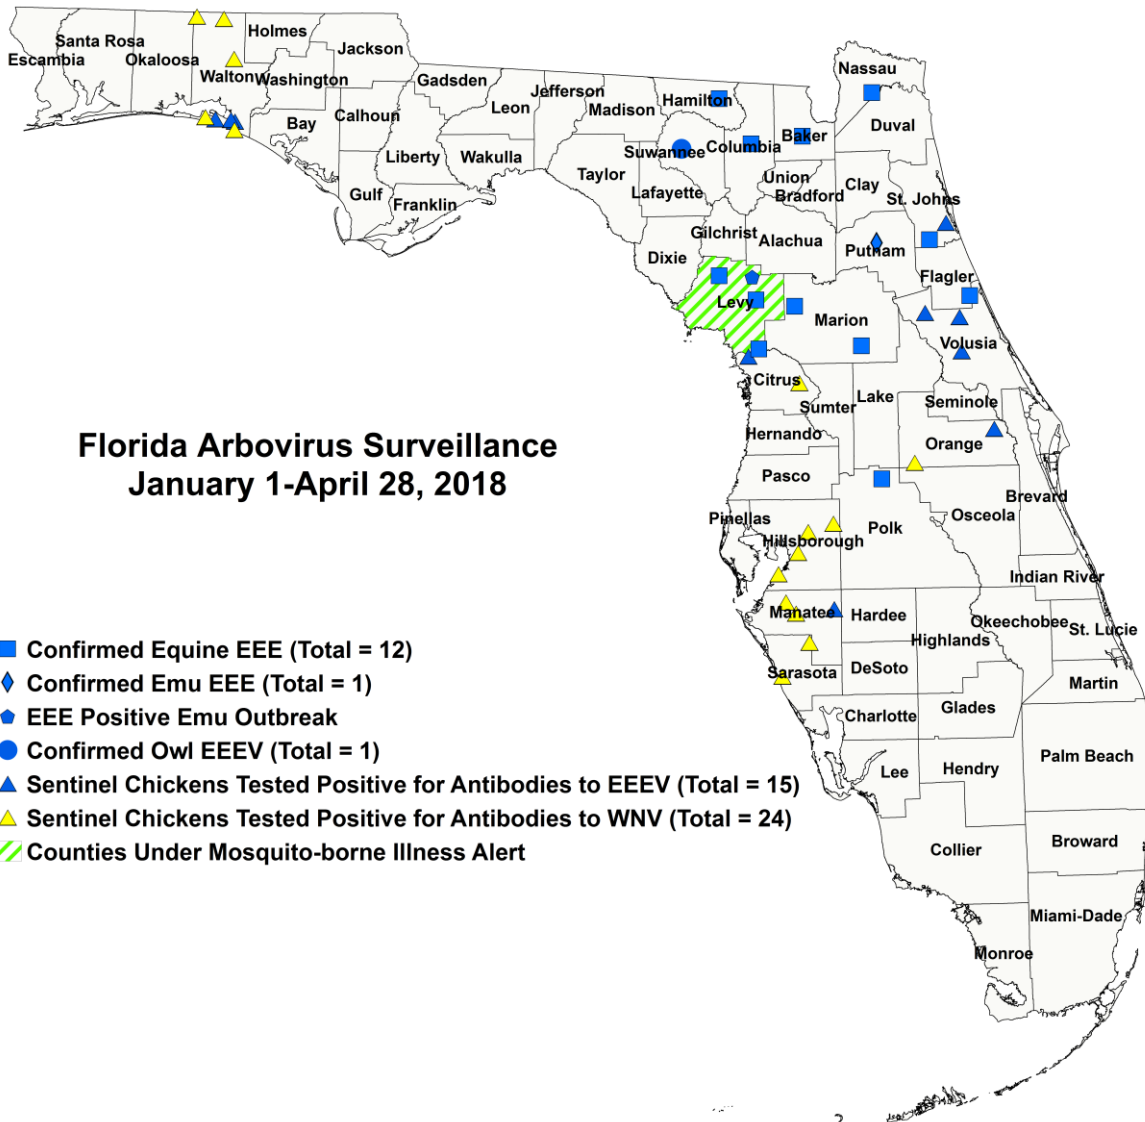 Nassau
Holmes
Santa Rosa
Jackson
Escambia
Okaloosa
Walton
Washington
Gadsden
Jefferson
Leon
Madison
Hamilton
Calhoun
Bay
Duval
Baker
Columbia
Suwannee
Liberty
Wakulla
Taylor
Union
Clay
Lafayette
Bradford
St. Johns
Gulf
Franklin
Gilchrist
Alachua
Putnam
Dixie
Flagler
Levy
Marion
Volusia
Citrus
Lake
Seminole
Sumter
Hernando
Orange
Florida Arbovirus Surveillance
January 1-April 28, 2018
Pasco
Brevard
Osceola
Pinellas
Polk
Hillsborough
Indian River
Manatee
Hardee
Okeechobee
St. Lucie
Highlands
Sarasota
DeSoto
Martin
Glades
Charlotte
Palm Beach
Lee
Hendry
Broward
Collier
Miami-Dade
Monroe
Confirmed Equine EEE (Total = 12)
Confirmed Emu EEE (Total = 1)
EEE Positive Emu Outbreak
Confirmed Owl EEEV (Total = 1)
Sentinel Chickens Tested Positive for Antibodies to EEEV (Total = 15)
Sentinel Chickens Tested Positive for Antibodies to WNV (Total = 24)
Counties Under Mosquito-borne Illness Alert